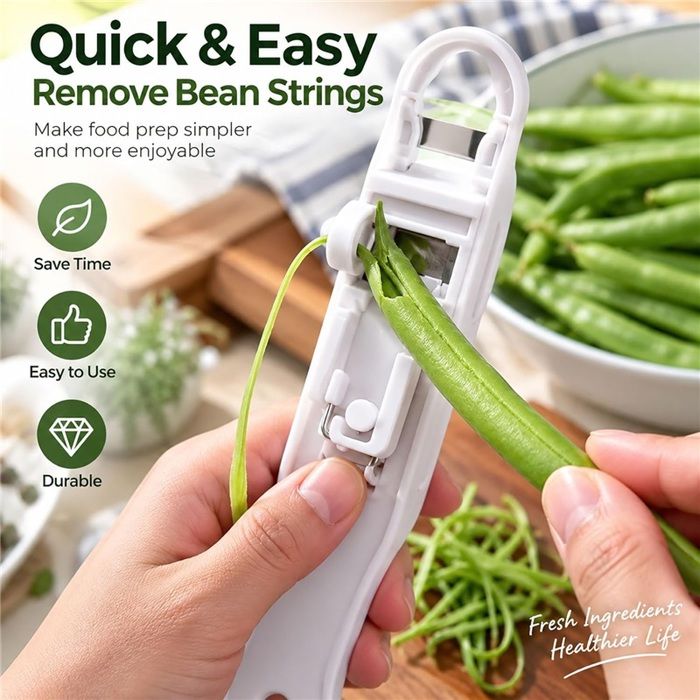 Quick & Easy
Remove Bean Strings
Make food prep simpler
and more enjoyable
Save Time
Easy to Use
Durable
Fresh Ingredients
Healthier Life